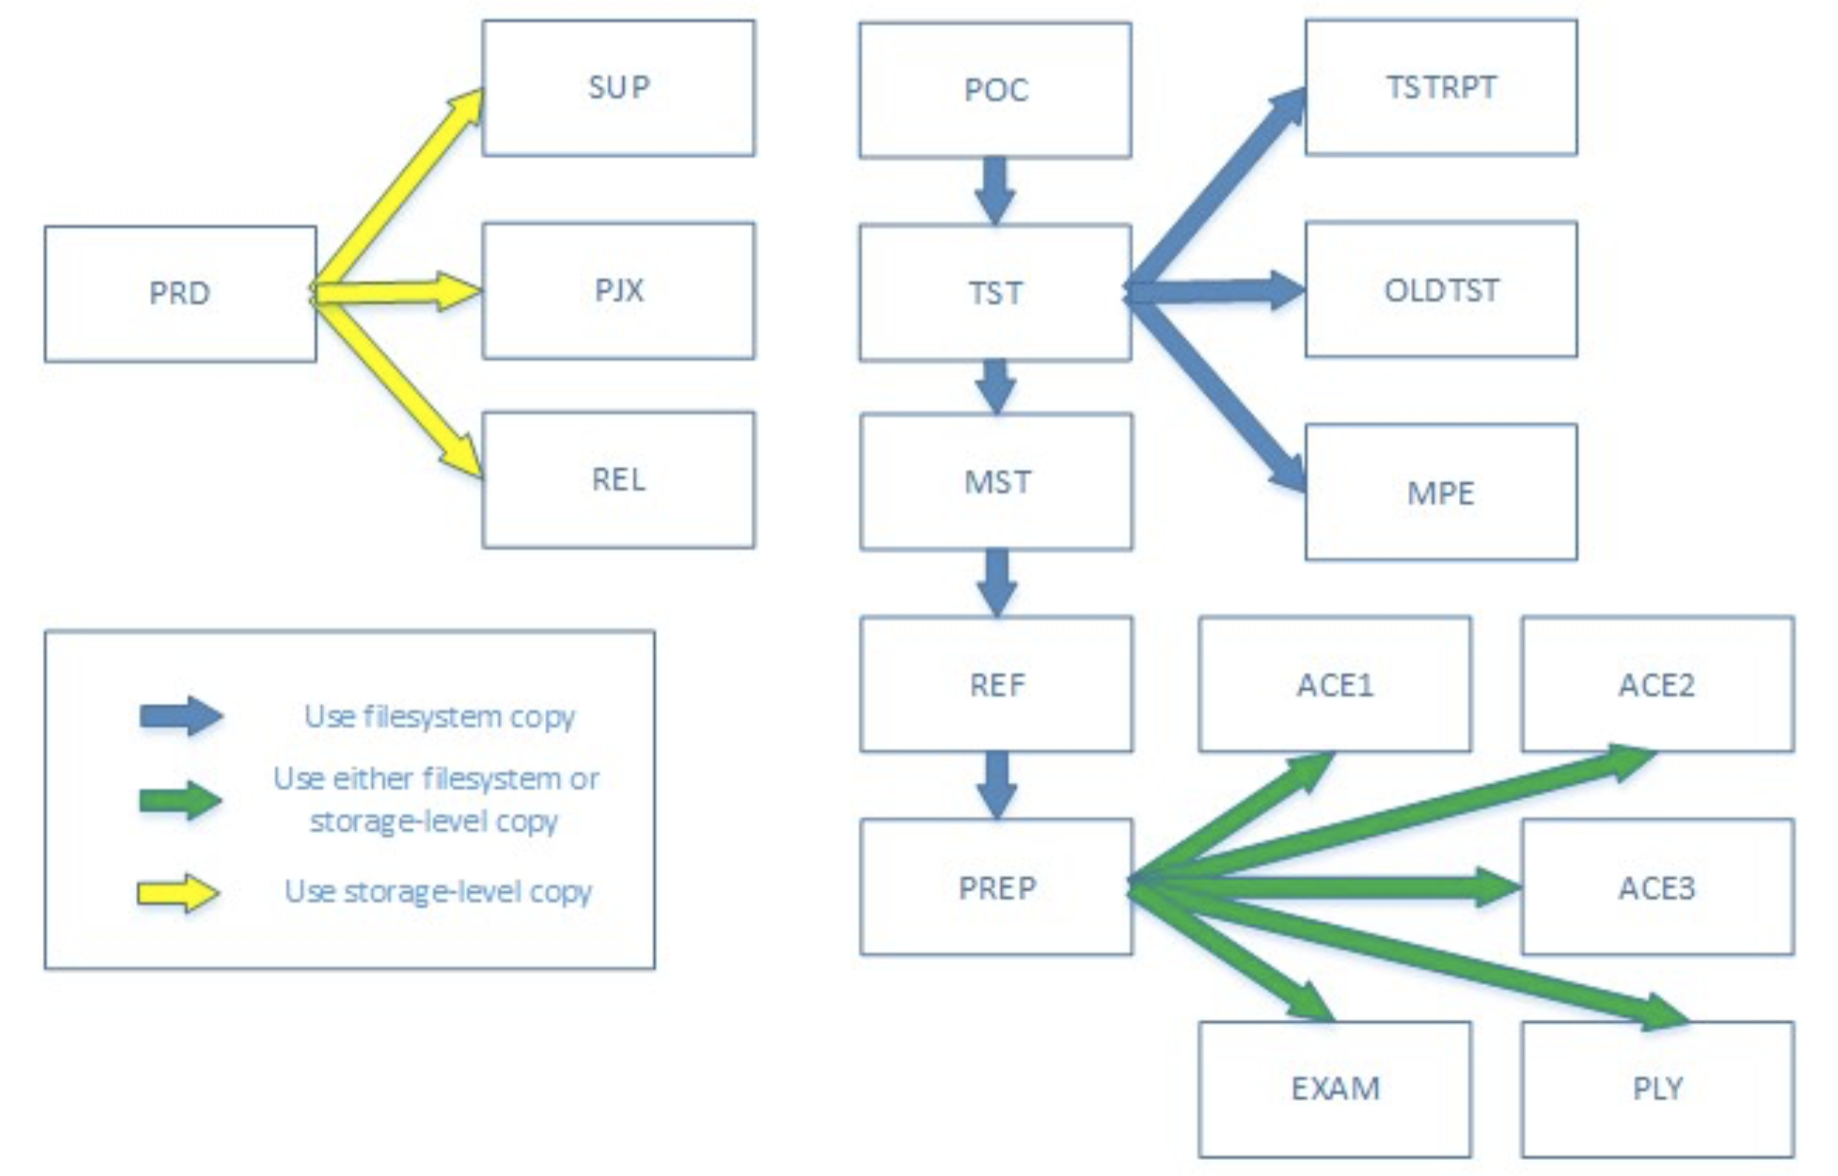 SUP
POC
TSTRPT
PRD
PJX
TST
OLDTST
REL
MST
MPE
REF
ACE1
ACE2
Use filesystem copy
Use either filesystem or
storage-level copy
Use storage-level copy
PREP
ACE3
EXAM
PLY